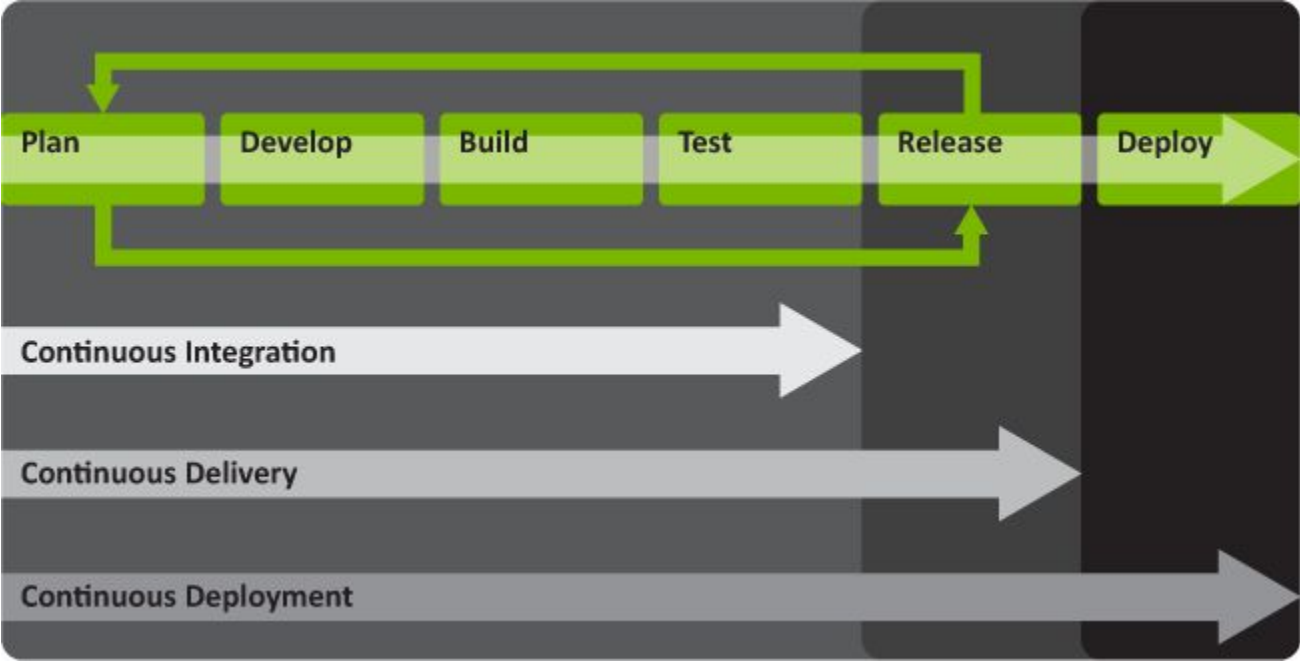 Plan Develop Build Test Release Deploy
Continuous Integration
Continuous Delivery
Continuous Deployment